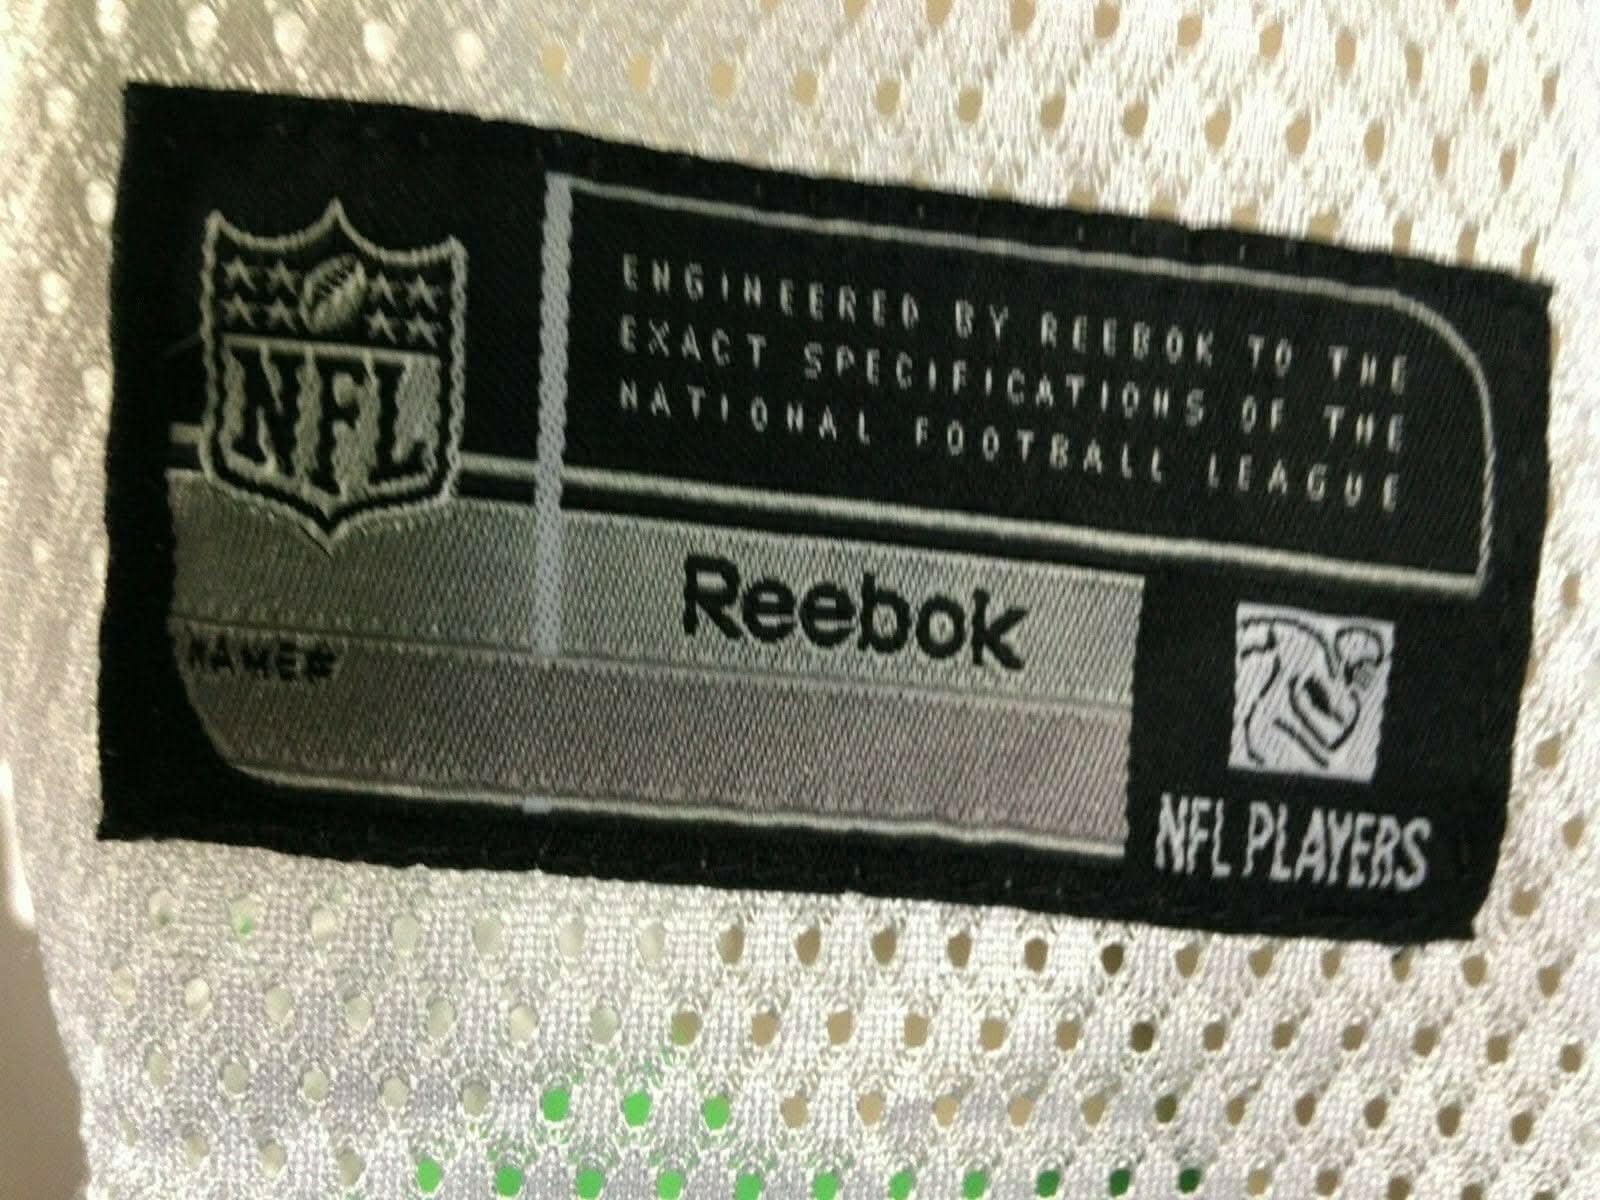 NFL
ENGINEERED BY REEBOK TO THE
EXACT SPECIFICATIONS OF THE
NATIONAL FOOTBALL LEAGUE
Reebok
NAME#
NFL PLAYERS